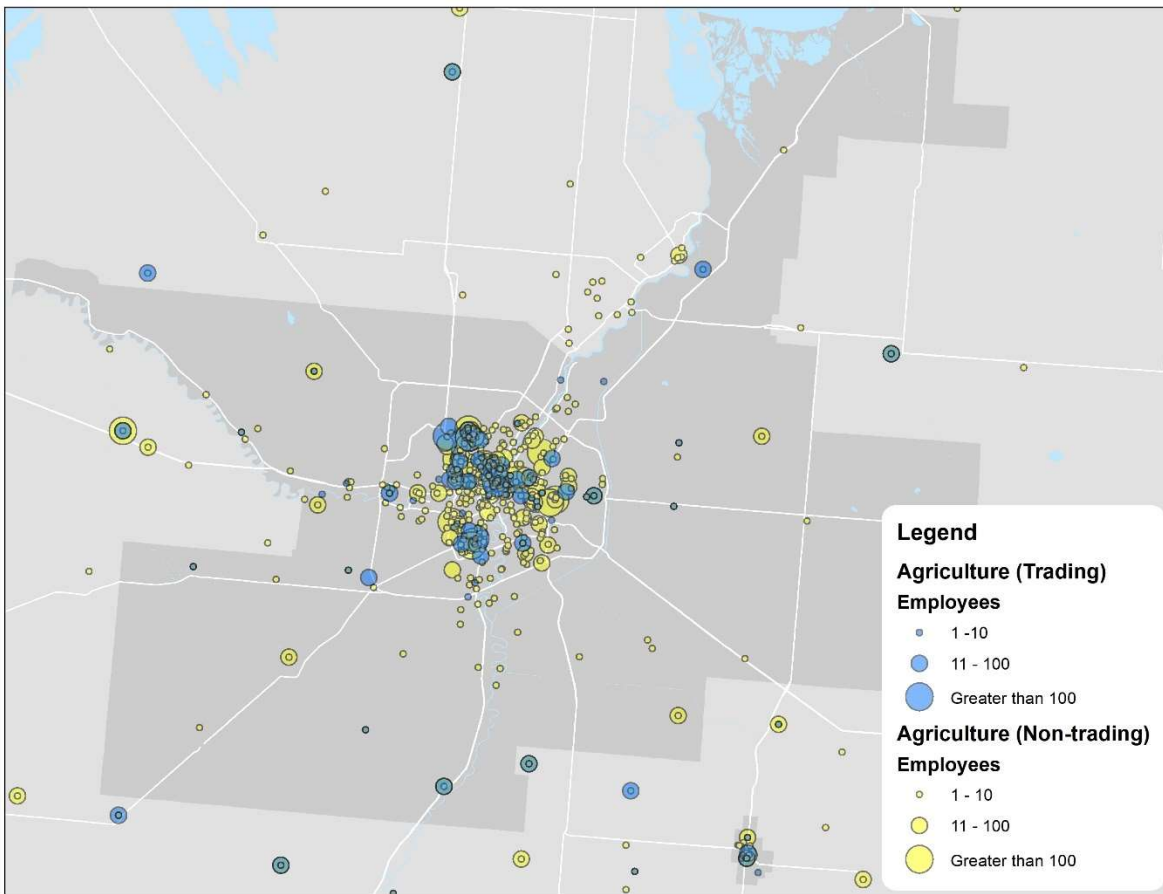 Legend
Agriculture (Trading)
Employees
1 -10
11 - 100
Greater than 100
Agriculture (Non-trading)
Employees
1 - 10
11 - 100
Greater than 100